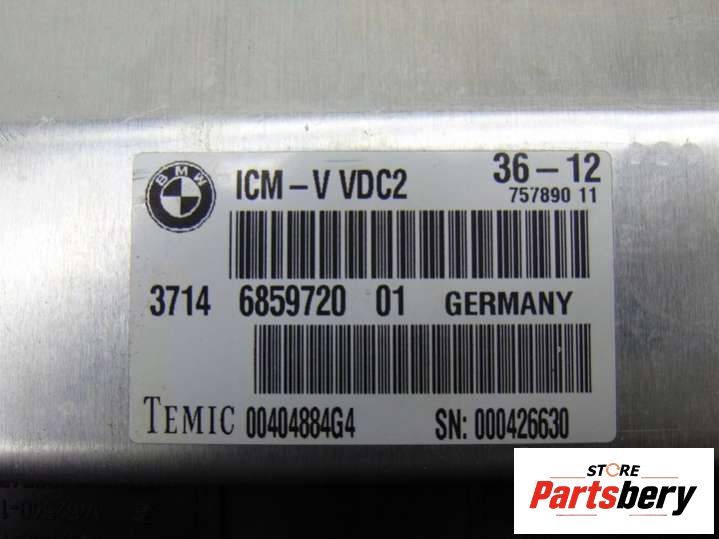 BMW
ICM-V VDC2 36-12
757890 11
3714 6859720 01 GERMANY
TEMIC 00404884G4 SN: 000426630
STORE
Partsbery